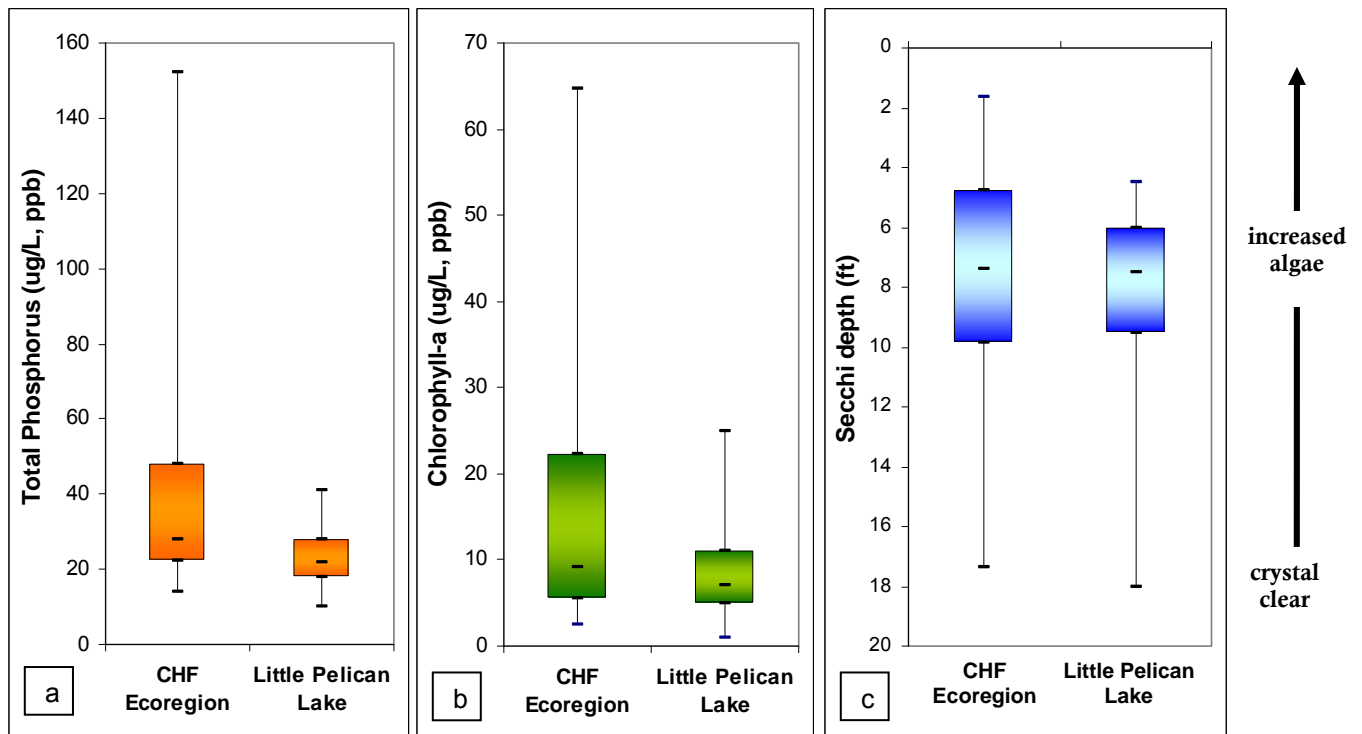 Total Phosphorus (ug/L, ppb)
160
140
120
100
80
60
40
20
0
CHF
Ecoregion
Little Pelican
Lake
a
Chlorophyll-a (ug/L, ppb)
70
60
50
40
30
20
10
0
CHF
Ecoregion
Little Pelican
Lake
b
Secchi depth (ft)
0
2
4
6
8
10
12
14
16
18
20
CHF
Ecoregion
Little Pelican
Lake
c
increased
algae
crystal
clear